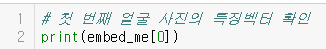 1 # 첫 번째 얼굴 사진의 특징벡터 확인
2 print(embed_me[0])